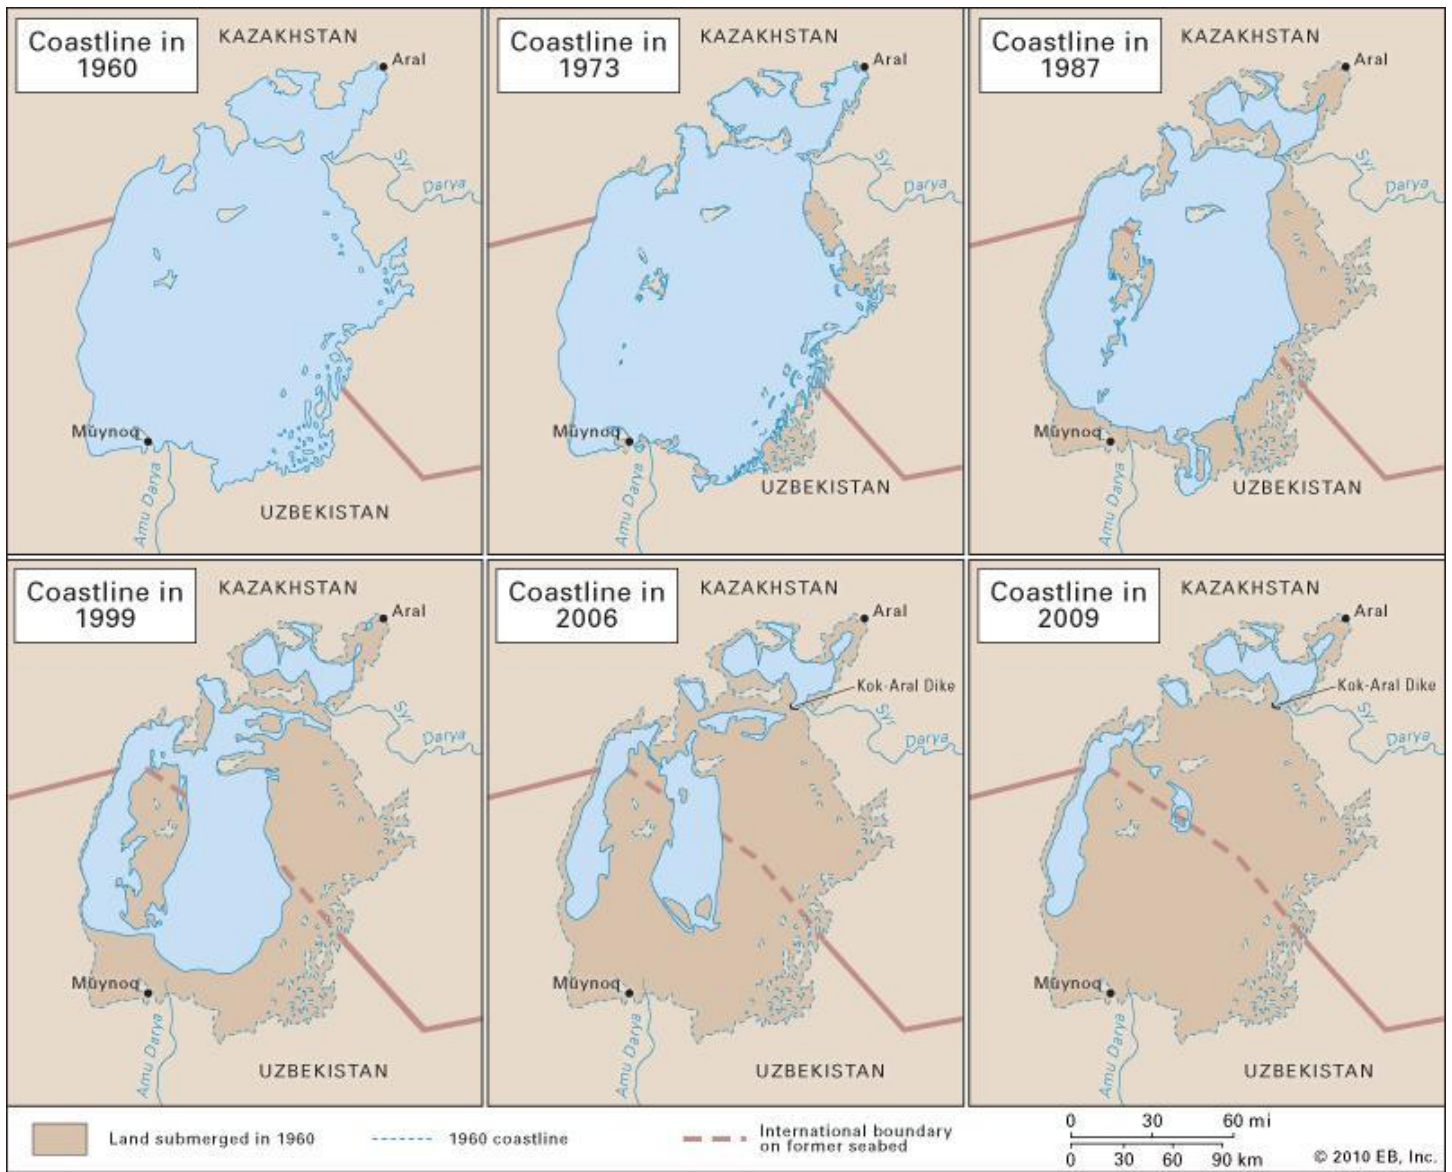 Coastline in
1960
KAZAKHSTAN
Aral
Syr
Darya
Mŭynoq
Amu Darya
UZBEKISTAN
Coastline in
1973
KAZAKHSTAN
Aral
Syr
Darya
Mŭynoq
Amu Darya
UZBEKISTAN
Coastline in
1987
KAZAKHSTAN
Aral
Syr
Darya
Mŭynoq
Amu Darya
UZBEKISTAN
Coastline in
1999
KAZAKHSTAN
Aral
Syr
Darya
Mŭynoq
Amu Darya
UZBEKISTAN
Coastline in
2006
KAZAKHSTAN
Aral
Kok-Aral Dike
Syr
Darya
Mŭynoq
Amu Darya
UZBEKISTAN
Coastline in
2009
KAZAKHSTAN
Aral
Kok-Aral Dike
Syr
Darya
Mŭynoq
Amu Darya
UZBEKISTAN
Land submerged in 1960
1960 coastline
International boundary
on former seabed
0 30 60 mi
0 30 60 90 km
© 2010 EB, Inc.